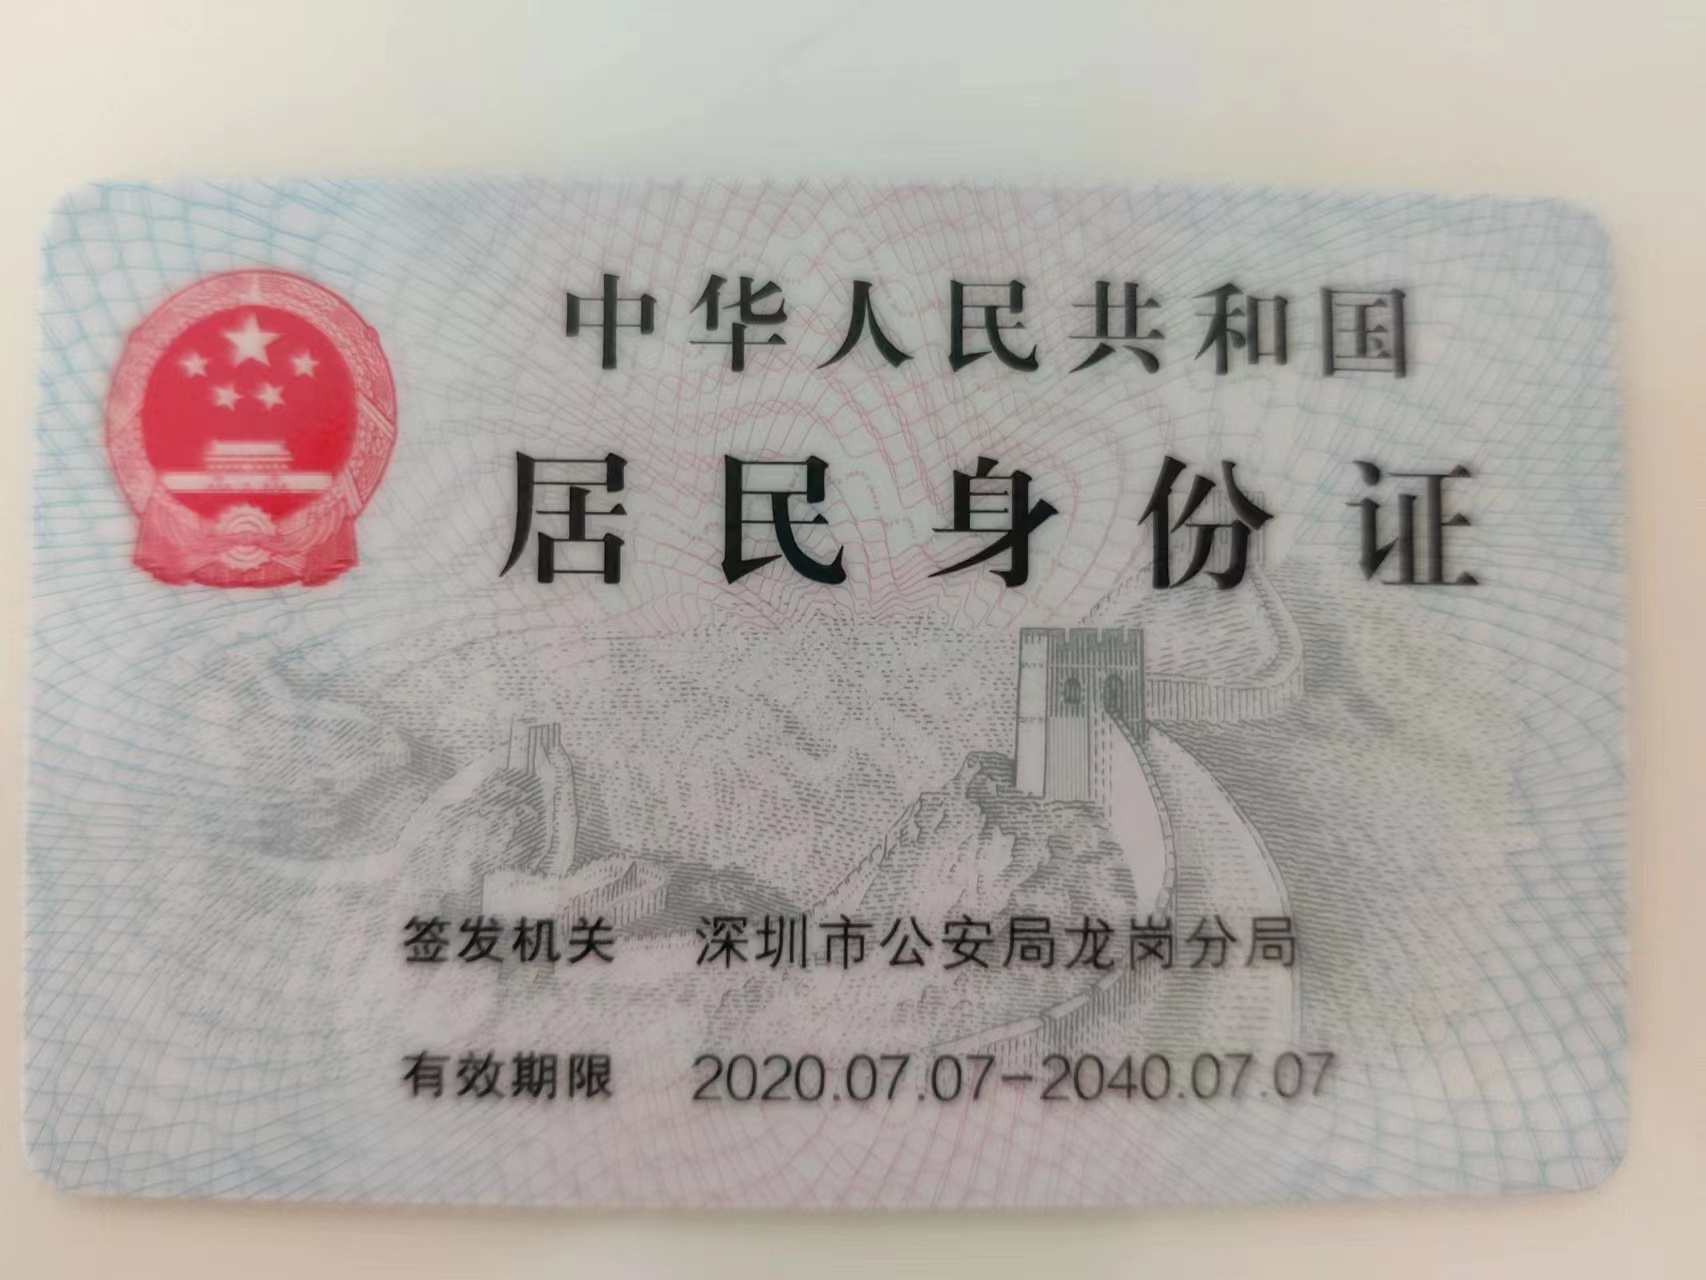 中华人民共和国
居民身份证
签发机关 深圳市公安局龙岗分局
有效期限 2020.07.07-2040.07.07